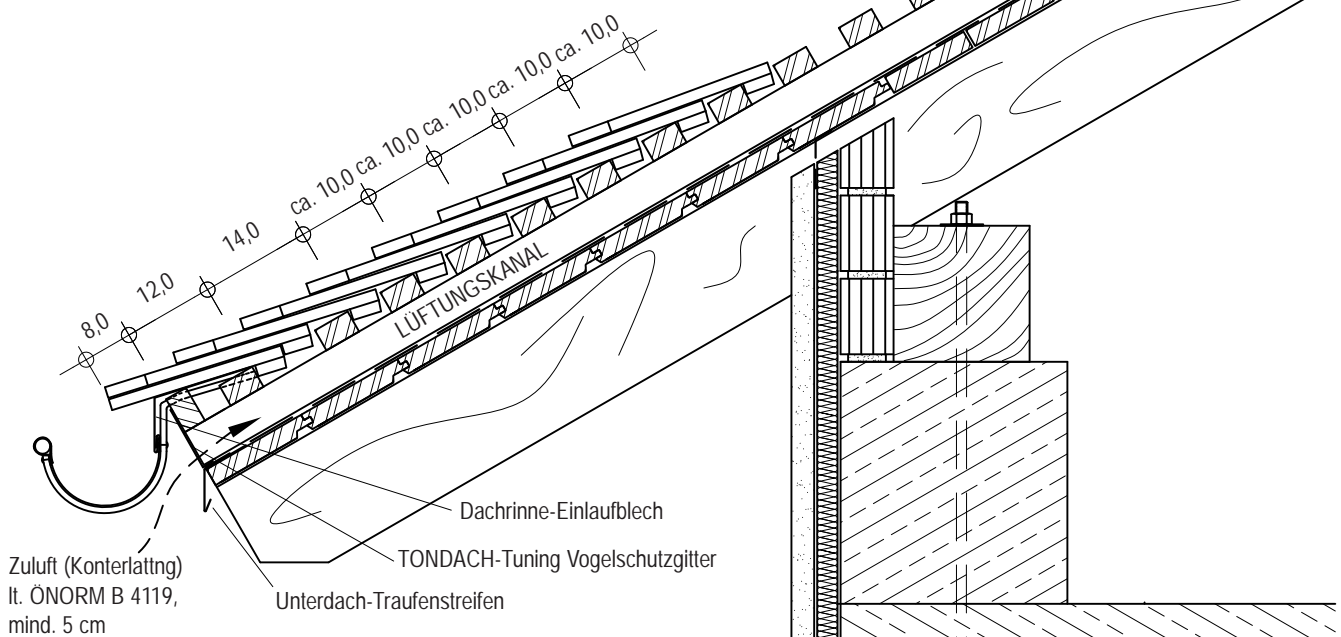 8,0
12,0
14,0
ca. 10,0 ca. 10,0 ca. 10,0 ca. 10,0 ca. 10,0
LÜFTUNGSKANAL
Dachrinne-Einlaufblech
TONDACH-Tuning Vogelschutzgitter
Unterdach-Traufenstreifen
Zuluft (Konterlattng)
lt. ÖNORM B 4119,
mind. 5 cm